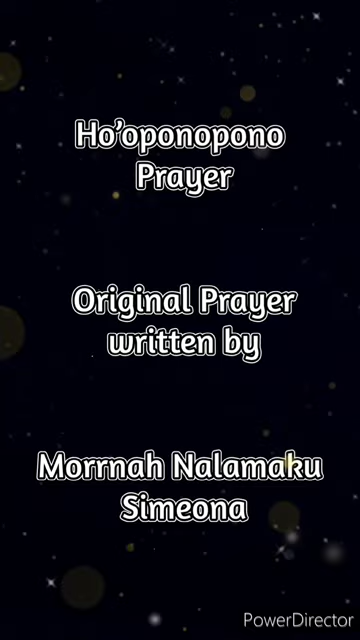 Ho’oponopono
Prayer
Original Prayer
written by
Morrnah Nalamaku
Simeona
PowerDirector